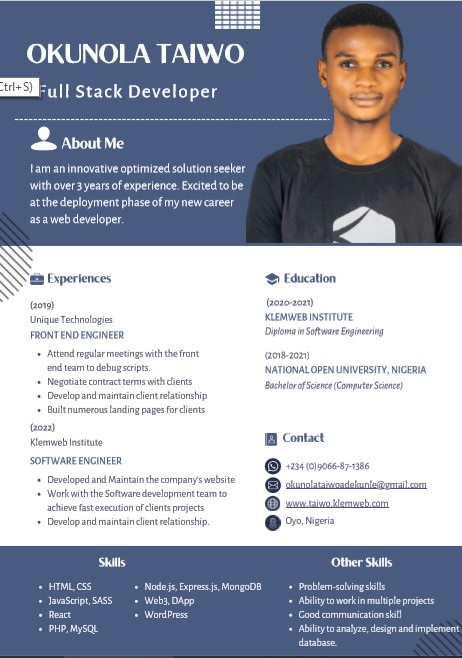 OKUNOLA TAIWO
Ctrl+S)
Full Stack Developer
About Me
I am an innovative optimized solution seeker
with over 3 years of experience. Excited to be
at the deployment phase of my new career
as a web developer.
Experiences
(2019)
Unique Technologies
FRONT END ENGINEER
• Attend regular meetings with the front
end team to debug scripts.
• Negotiate contract terms with clients
• Develop and maintain client relationship
• Built numerous landing pages for clients
(2022)
Klemweb Institute
SOFTWARE ENGINEER
• Developed and Maintain the company's website
• Work with the Software development team to
achieve fast execution of clients projects
• Develop and maintain client relationship.
Education
(2020-2021)
KLEMWEB INSTITUTE
Diploma in Software Engineering
(2018-2021)
NATIONAL OPEN UNIVERSITY, NIGERIA
Bachelor of Science (Computer Science)
Contact
+234 (0)9066-87-1386
okunolataiwoadekunle@gmail.com
www.taiwo.klemweb.com
Oyo, Nigeria
Skills
• HTML, CSS
• JavaScript, SASS
• React
• PHP, MySQL
• Node.js, Express.js, MongoDB
• Web3, DApp
• WordPress
Other Skills
• Problem-solving skills
• Ability to work in multiple projects
• Good communication skill
• Ability to analyze, design and implement
database.